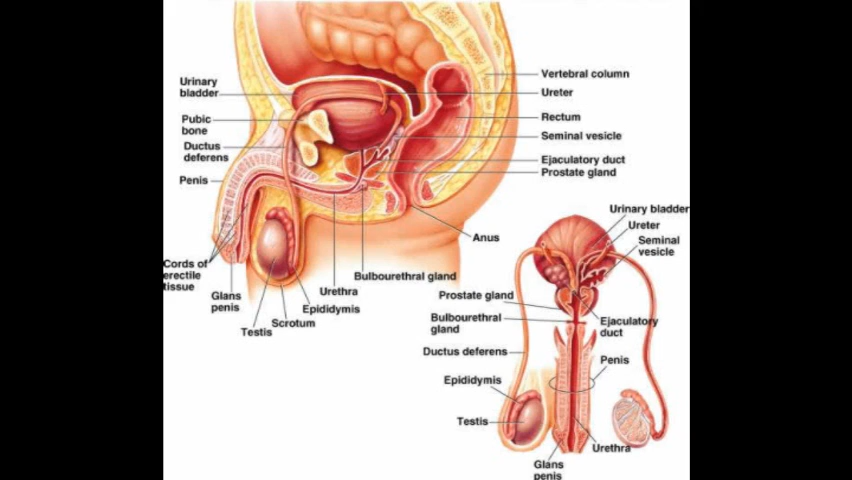 Urinary
bladder
Pubic
bone
Ductus
deferens
Penis
Cords of
erectile
tissue
Glans
penis
Testis
Scrotum
Epididymis
Urethra
Bulbourethral gland
Anus
Vertebral column
Ureter
Rectum
Seminal vesicle
Ejaculatory duct
Prostate gland
Urinary bladder
Ureter
Seminal
vesicle
Prostate gland
Bulbourethral
gland
Ejaculatory
duct
Ductus deferens
Penis
Epididymis
Testis
Urethra
Glans
penis